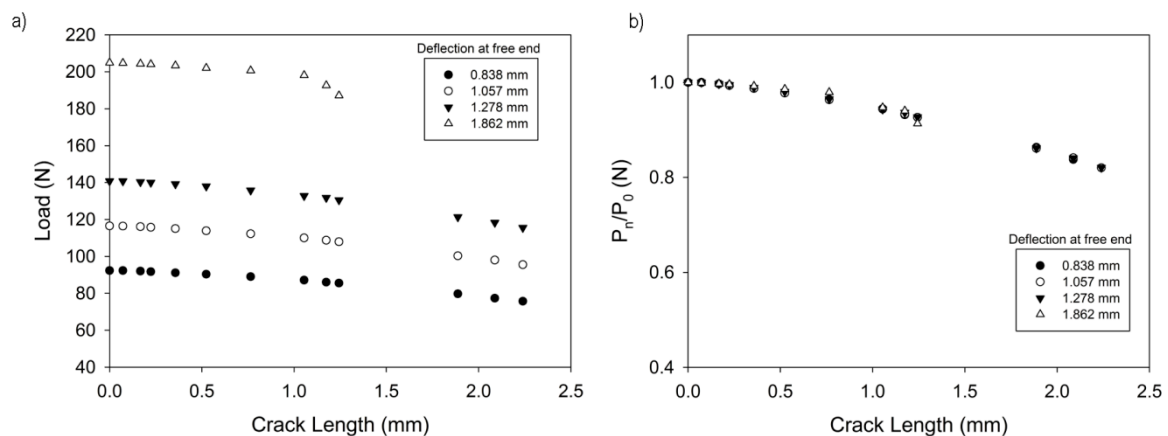 a)
220
200
180
160
140
120
100
80
60
40
Load (N)
Deflection at free end
0.838 mm
1.057 mm
1.278 mm
1.862 mm
0.0 0.5 1.0 1.5 2.0 2.5
Crack Length (mm)
b)
1.0
0.8
0.6
0.4
Pn/P0 (N)
Deflection at free end
0.838 mm
1.057 mm
1.278 mm
1.862 mm
0.0 0.5 1.0 1.5 2.0 2.5
Crack Length (mm)